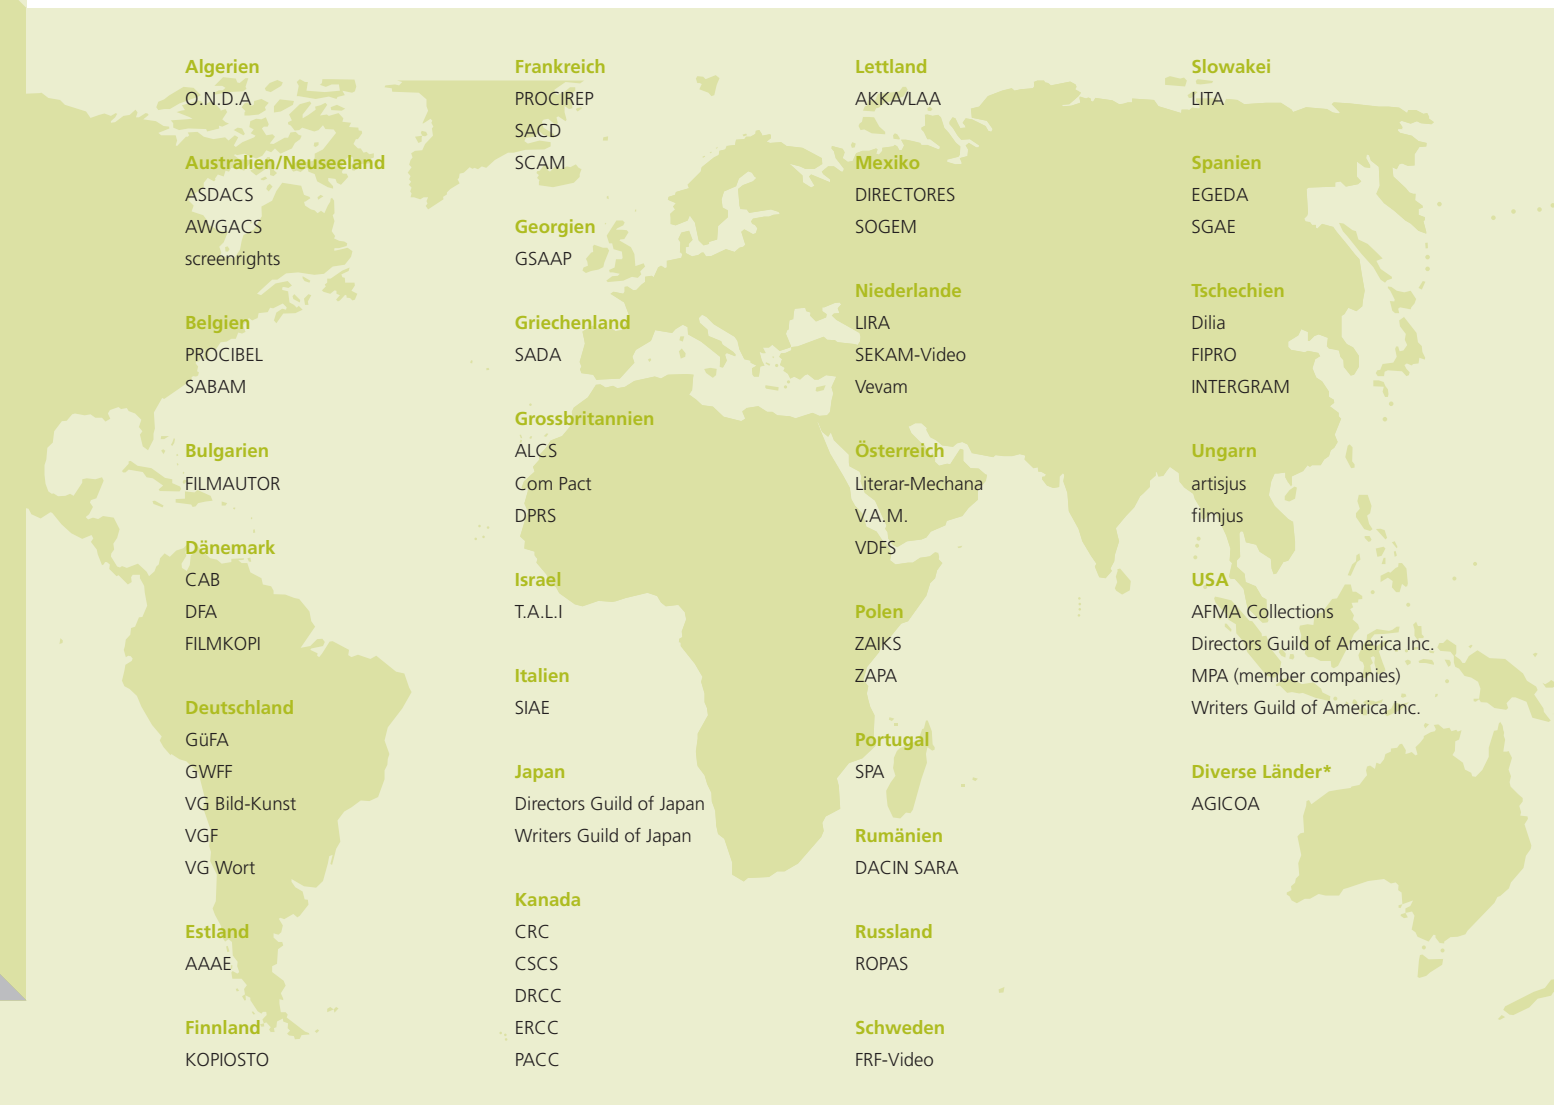 Algerien
O.N.D.A
Australien/Neuseeland
ASDACS
AWGACS
screenrights
Belgien
PROCIBEL
SABAM
Bulgarien
FILMAUTOR
Dänemark
CAB
DFA
FILMKOPI
Deutschland
GüFA
GWFF
VG Bild-Kunst
VGF
VG Wort
Estland
AAAE
Finnland
KOPIOSTO
Frankreich
PROCIREP
SACD
SCAM
Georgien
GSAAP
Griechenland
SADA
Grossbritannien
ALCS
Com Pact
DPRS
Israel
T.A.L.I
Italien
SIAE
Japan
Directors Guild of Japan
Writers Guild of Japan
Kanada
CRC
CSCS
DRCC
ERCC
PACC
Lettland
AKKA/LAA
Mexiko
DIRECTORES
SOGEM
Niederlande
LIRA
SEKAM-Video
Vevam
Österreich
Literar-Mechana
V.A.M.
VDFS
Polen
ZAIKS
ZAPA
Portugal
SPA
Rumänien
DACIN SARA
Russland
ROPAS
Schweden
FRF-Video
Slowakei
LITA
Spanien
EGEDA
SGAE
Tschechien
Dilia
FIPRO
INTERGRAM
Ungarn
artisjus
filmjus
USA
AFMA Collections
Directors Guild of America Inc.
MPA (member companies)
Writers Guild of America Inc.
Diverse Länder*
AGICOA